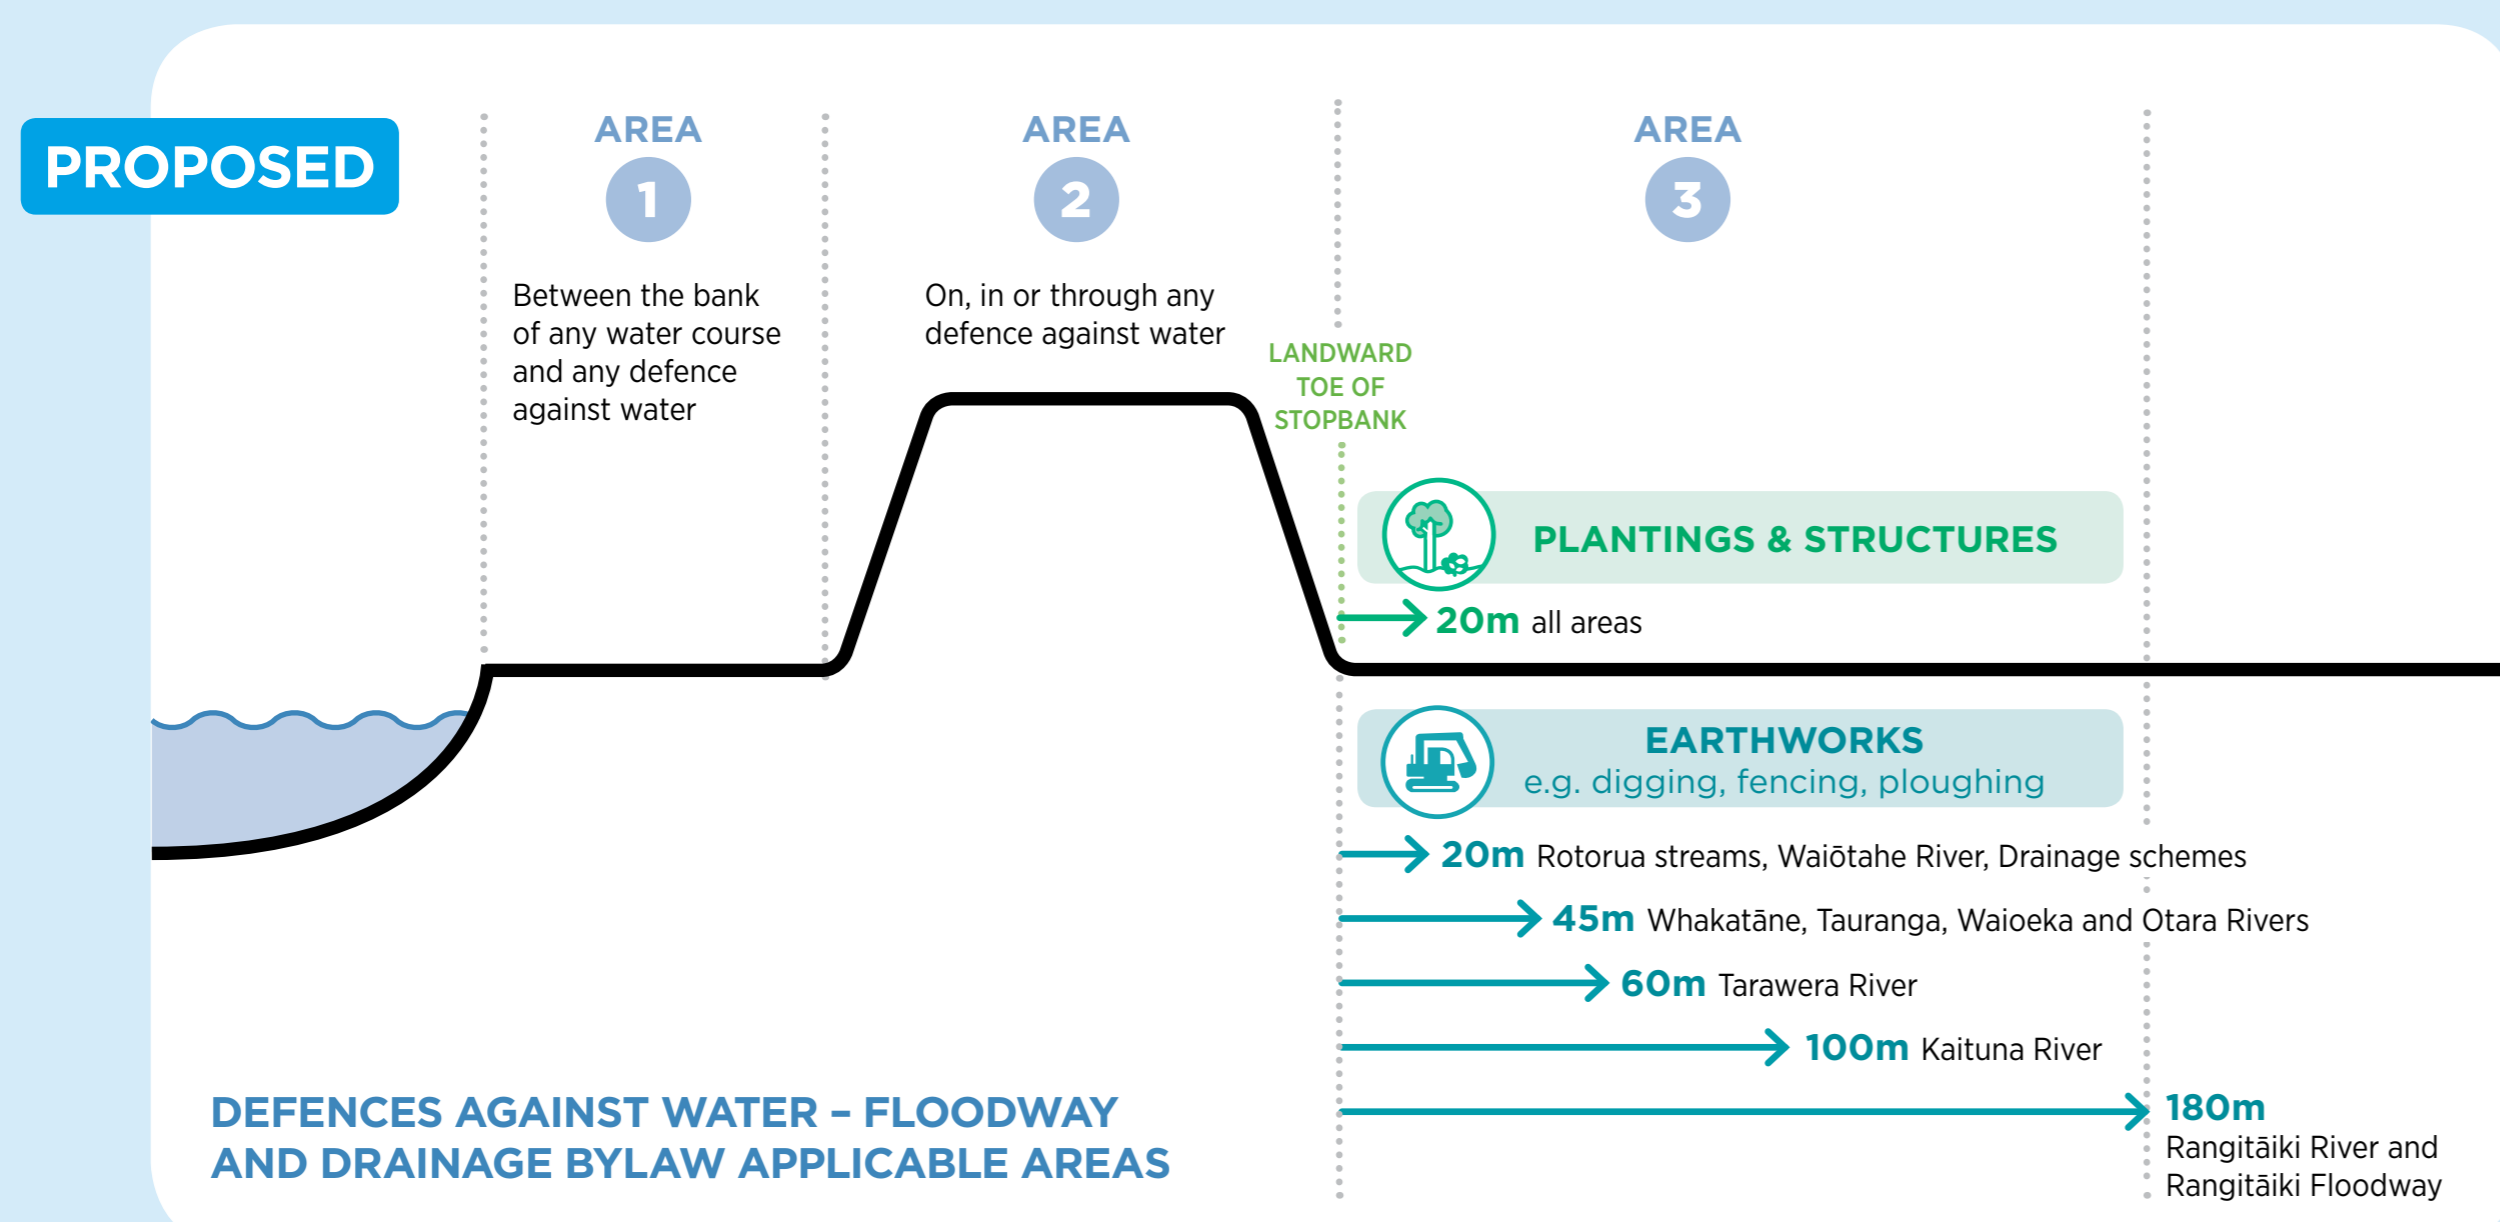 PROPOSED
AREA
1
Between the bank
of any water course
and any defence
against water
AREA
2
On, in or through any
defence against water
AREA
3
LANDWARD
TOE OF
STOPBANK
PLANTINGS & STRUCTURES
20m all areas
EARTHWORKS
e.g. digging, fencing, ploughing
20m Rotorua streams, Waiōtahe River, Drainage schemes
45m Whakatāne, Tauranga, Waioeka and Otara Rivers
60m Tarawera River
100m Kaituna River
180m
Rangitāiki River and
Rangitāiki Floodway
DEFENCES AGAINST WATER – FLOODWAY
AND DRAINAGE BYLAW APPLICABLE AREAS